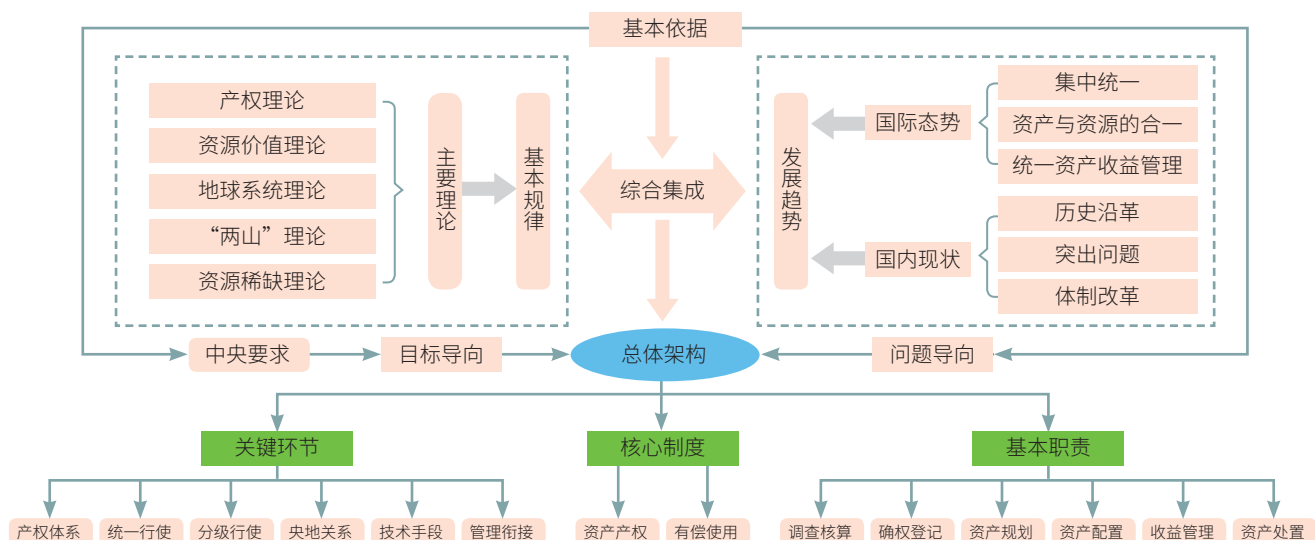 基本依据
产权理论
资源价值理论
地球系统理论
“两山”理论
资源稀缺理论
主要理论
基本规律
综合集成
发展趋势
国际态势
国内现状
集中统一
资产与资源的合一
统一资产收益管理
历史沿革
突出问题
体制改革
中央要求
目标导向
总体架构
问题导向
关键环节
核心制度
基本职责
产权体系
统一行使
分级行使
央地关系
技术手段
管理衔接
资产产权
有偿使用
调查核算
确权登记
资产规划
资产配置
收益管理
资产处置